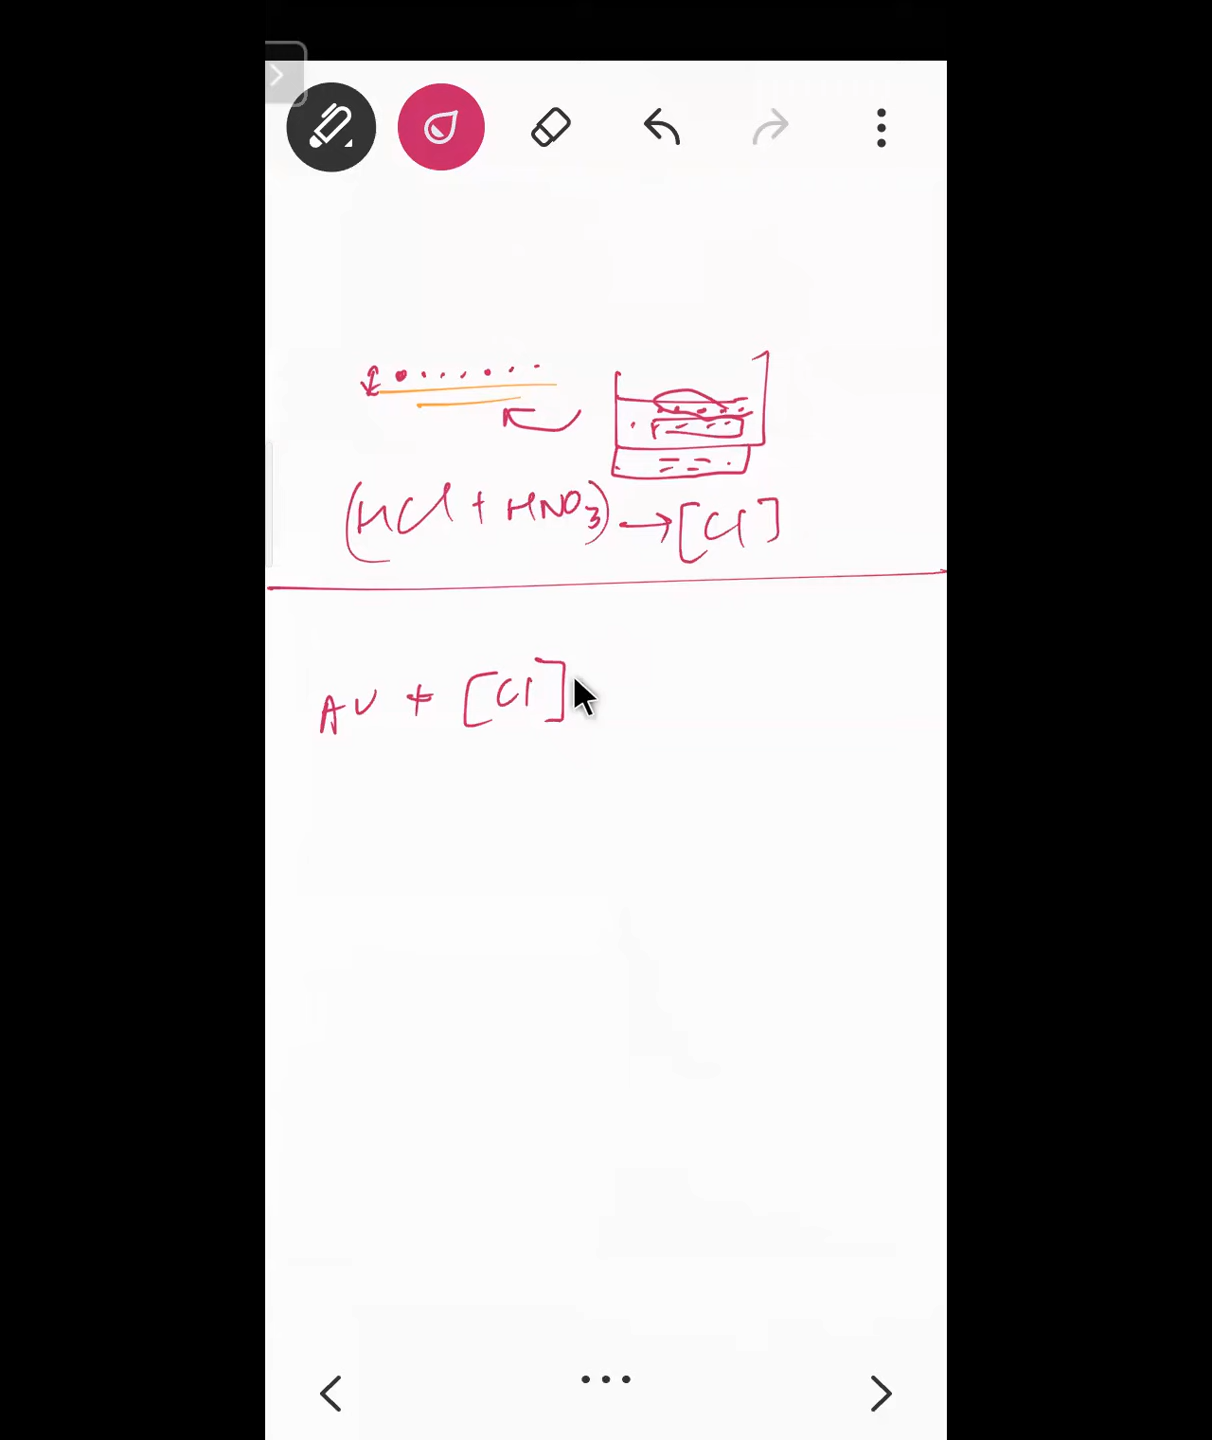 (HCl + HNO3) → [Cl]
Au + [Cl]